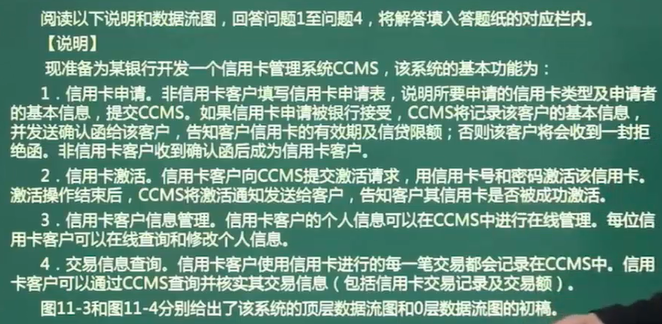 阅读以下说明和数据流图，回答问题1至问题4，将解答填入答题纸的对应栏内。
【说明】
现准备为某银行开发一个信用卡管理系统CCMS，该系统的基本功能为：
1．信用卡申请。非信用卡客户填写信用卡申请表，说明所要申请的信用卡类型及申请者
的基本信息，提交CCMS。如果信用卡申请被银行接受，CCMS将记录该客户的基本信息，
并发送确认函给该客户，告知客户信用卡的有效期及信贷限额；否则该客户将会收到一封拒
绝函。非信用卡客户收到确认函后成为信用卡客户。
2．信用卡激活。信用卡客户向CCMS提交激活请求，用信用卡号和密码激活该信用卡。
激活操作结束后，CCMS将激活通知发送给客户，告知客户其信用卡是否被成功激活。
3．信用卡客户信息管理。信用卡客户的个人信息可以在CCMS中进行在线管理。每位信
用卡客户可以在线查询和修改个人信息。
4．交易信息查询。信用卡客户使用信用卡进行的每一笔交易都会记录在CCMS中。信用
卡客户可以通过CCMS查询并核实其交易信息（包括信用卡交易记录及交易额）。
图11-3和图11-4分别给出了该系统的顶层数据流图和0层数据流图的初稿。